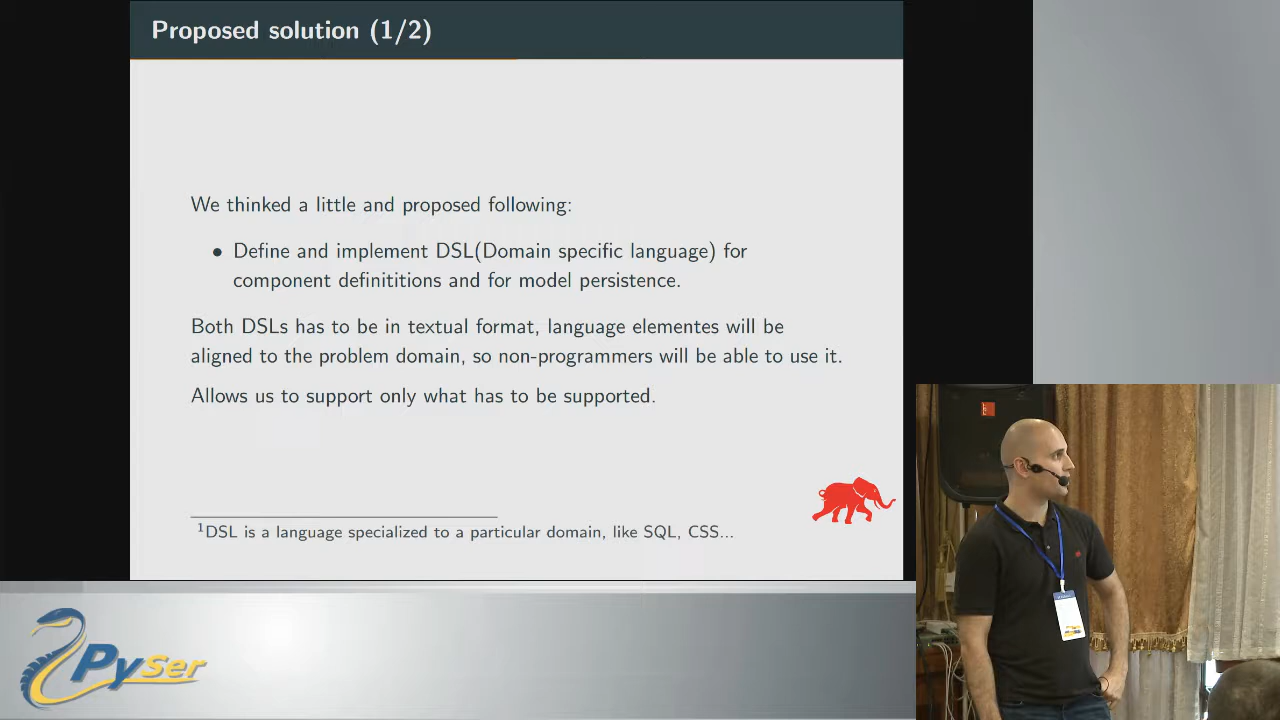 Proposed solution (1/2)
We thinked a little and proposed following:
• Define and implement DSL(Domain specific language) for
component definititions and for model persistence.
Both DSLs has to be in textual format, language elementes will be
aligned to the problem domain, so non-programmers will be able to use it.
Allows us to support only what has to be supported.
¹DSL is a language specialized to a particular domain, like SQL, CSS...
PySer